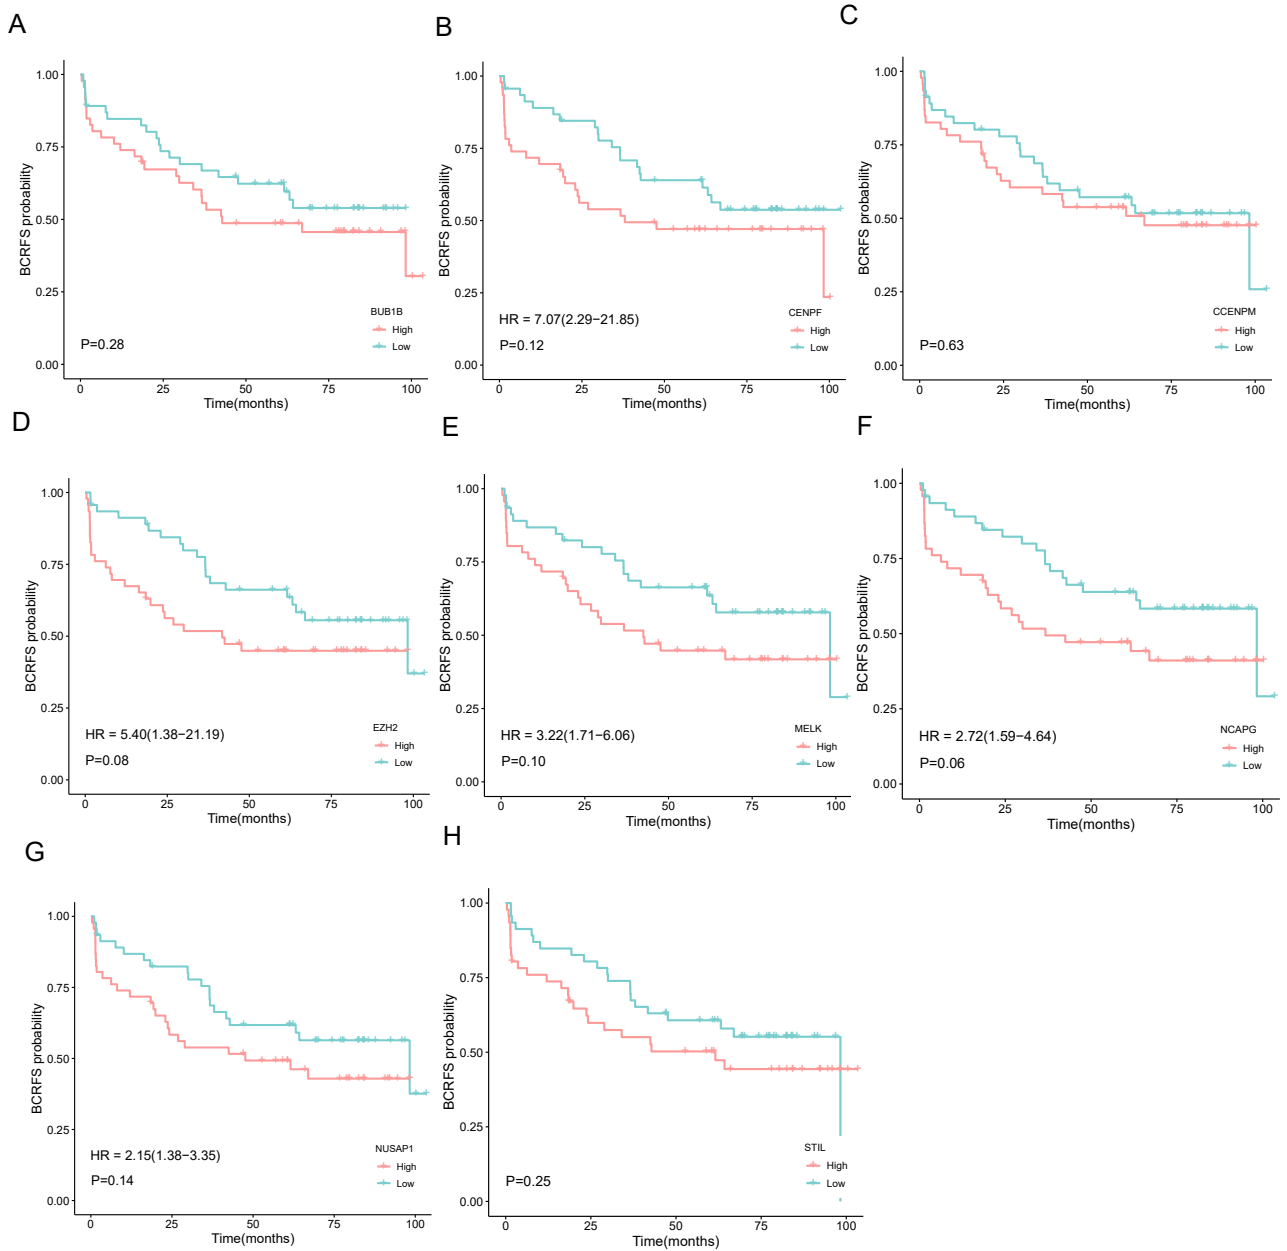 A
BCRFS probability
1.00
0.75
0.50
0.25
0.00
BUB1B
High
Low
P=0.28
0 25 50 75 100
Time(months)
B
BCRFS probability
1.00
0.75
0.50
0.25
0.00
HR = 7.07(2.29−21.85)
P=0.12
CENPF
High
Low
0 25 50 75 100
Time(months)
C
BCRFS probability
1.00
0.75
0.50
0.25
0.00
CCENPM
High
Low
P=0.63
0 25 50 75 100
Time(months)
D
BCRFS probability
1.00
0.75
0.50
0.25
0.00
HR = 5.40(1.38−21.19)
P=0.08
EZH2
High
Low
0 25 50 75 100
Time(months)
E
BCRFS probability
1.00
0.75
0.50
0.25
0.00
HR = 3.22(1.71−6.06)
P=0.10
MELK
High
Low
0 25 50 75 100
Time(months)
F
BCRFS probability
1.00
0.75
0.50
0.25
0.00
HR = 2.72(1.59−4.64)
P=0.06
NCAPG
High
Low
0 25 50 75 100
Time(months)
G
BCRFS probability
1.00
0.75
0.50
0.25
0.00
HR = 2.15(1.38−3.35)
P=0.14
NUSAP1
High
Low
0 25 50 75 100
Time(months)
H
BCRFS probability
1.00
0.75
0.50
0.25
0.00
P=0.25
STIL
High
Low
0 25 50 75 100
Time(months)